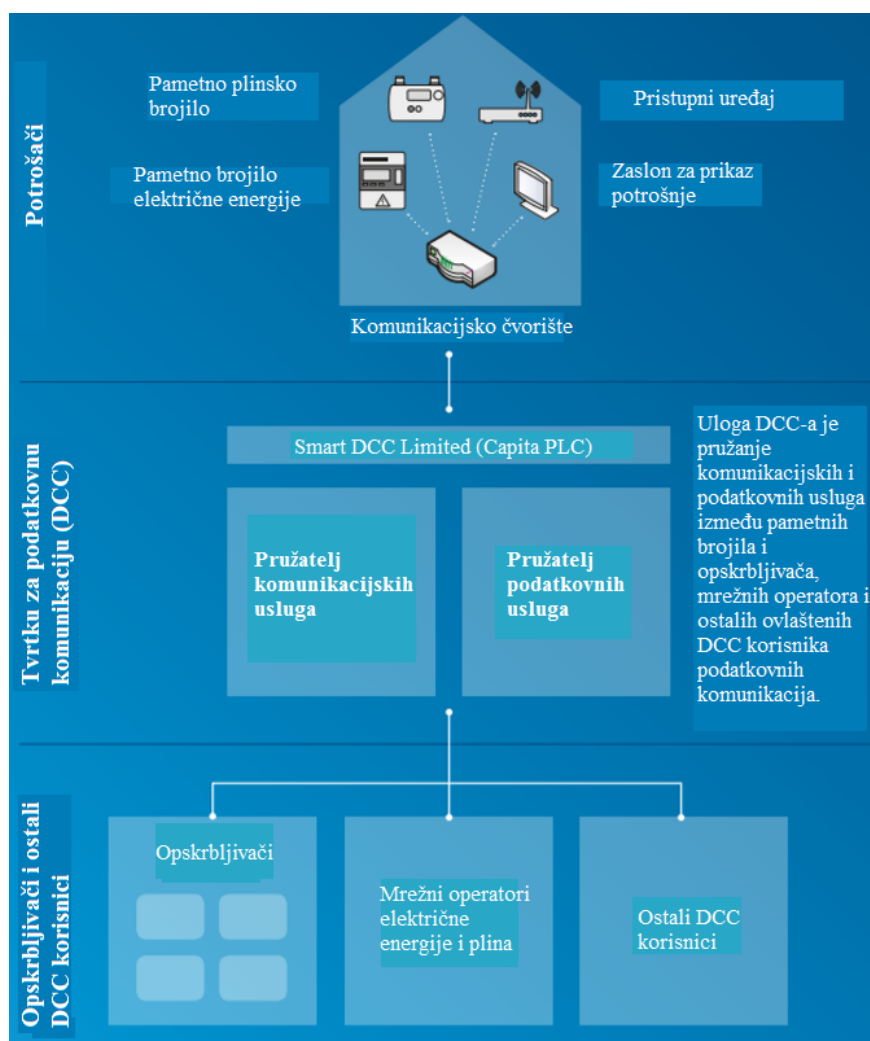 Potrošači
Pametno plinsko
brojilo
Pristupni uređaj
Pametno brojilo
električne energije
Zaslon za prikaz
potrošnje
Komunikacijsko čvorište
Tvrtku za podatkovnu
komunikaciju (DCC)
Smart DCC Limited (Capita PLC)
Pružatelj
komunikacijskih
usluga
Pružatelj
podatkovnih
usluga
Uloga DCC-a je
pružanje
komunikacijskih i
podatkovnih usluga
između pametnih
brojila i
opskrbljivača,
mrežnih operatora i
ostalih ovlaštenih
DCC korisnika
podatkovnih
komunikacija.
Opskrbljivači i ostali
DCC korisnici
Opskrbljivači
Mrežni operatori
električne
energije i plina
Ostali DCC
korisnici